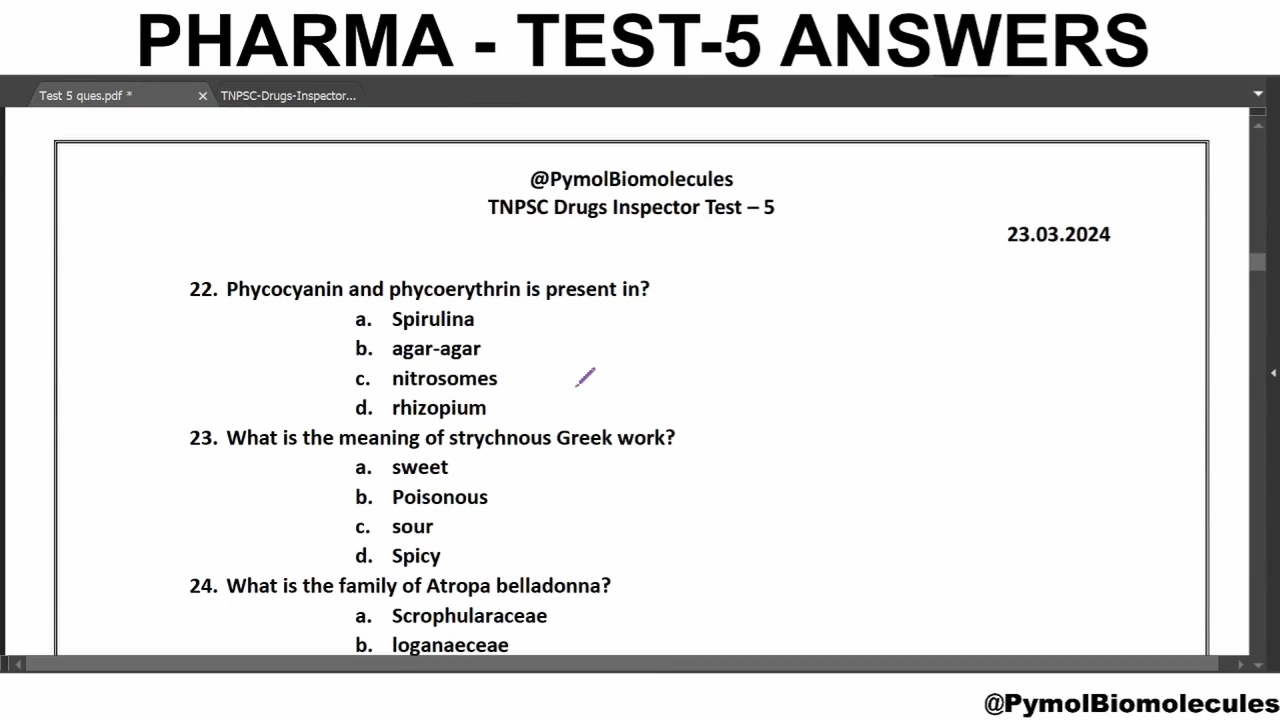 PHARMA - TEST-5 ANSWERS
Test 5 ques.pdf *
TNPSC-Drugs-Inspector...
@PymolBiomolecules
TNPSC Drugs Inspector Test – 5
23.03.2024
22. Phycocyanin and phycoerythrin is present in?
a. Spirulina
b. agar-agar
c. nitrosomes
d. rhizopium
23. What is the meaning of strychnous Greek work?
a. sweet
b. Poisonous
c. sour
d. Spicy
24. What is the family of Atropa belladonna?
a. Scrophularaceae
b. loganaeceae
@PymolBiomolecules